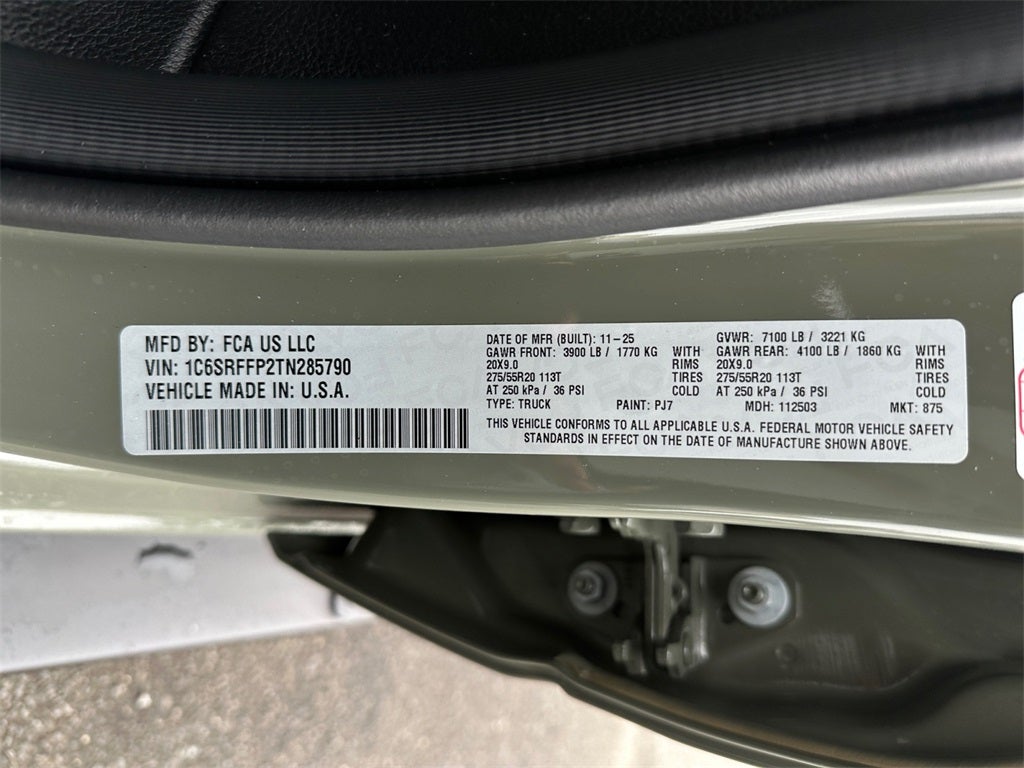 MFD BY: FCA US LLC
VIN: 1C6SRFFP2TN285790
VEHICLE MADE IN: U.S.A.
DATE OF MFR (BUILT): 11-25
GAWR FRONT: 3900 LB / 1770 KG WITH
20X9.0 RIMS
275/55R20 113T TIRES
AT 250 kPa / 36 PSI COLD
TYPE: TRUCK PAINT: PJ7
GVWR: 7100 LB / 3221 KG
GAWR REAR: 4100 LB / 1860 KG WITH
20X9.0 RIMS
275/55R20 113T TIRES
AT 250 kPa / 36 PSI COLD
MDH: 112503 MKT: 875
THIS VEHICLE CONFORMS TO ALL APPLICABLE U.S.A. FEDERAL MOTOR VEHICLE SAFETY
STANDARDS IN EFFECT ON THE DATE OF MANUFACTURE SHOWN ABOVE.